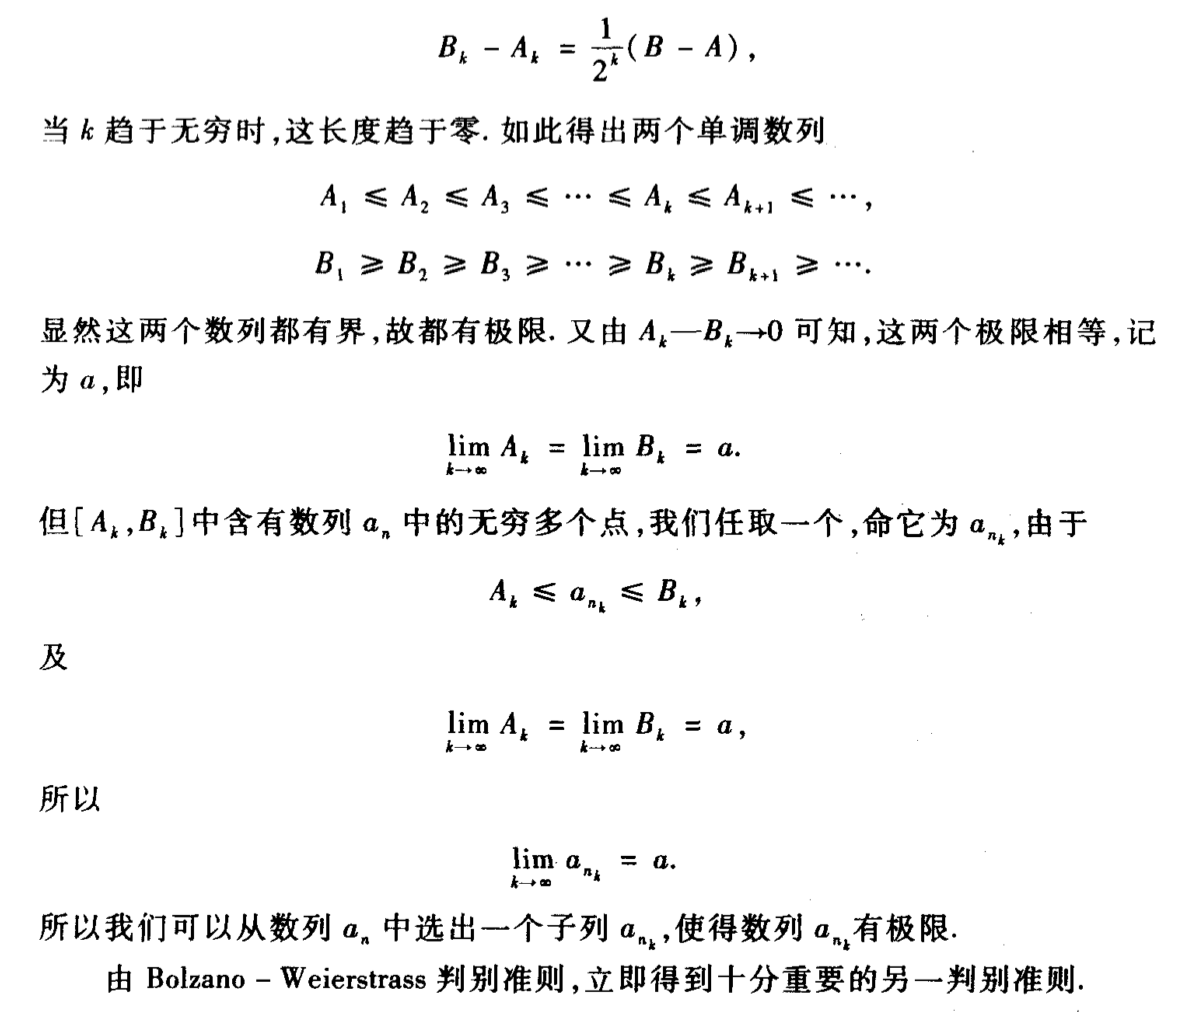 $B_k - A_k = \frac{1}{2^k}(B - A),$
当 k 趋于无穷时,这长度趋于零. 如此得出两个单调数列
$A_1 \leqslant A_2 \leqslant A_3 \leqslant \cdots \leqslant A_k \leqslant A_{k+1} \leqslant \cdots,$
$B_1 \geqslant B_2 \geqslant B_3 \geqslant \cdots \geqslant B_k \geqslant B_{k+1} \geqslant \cdots.$
显然这两个数列都有界,故都有极限. 又由 $A_k — B_k \to 0$ 可知,这两个极限相等,记
为 a,即
$\lim_{k \to \infty} A_k = \lim_{k \to \infty} B_k = a.$
但$[A_k, B_k]$中含有数列 $a_n$ 中的无穷多个点,我们任取一个,命它为 $a_{n_k}$,由于
$A_k \leqslant a_{n_k} \leqslant B_k,$
及
$\lim_{k \to \infty} A_k = \lim_{k \to \infty} B_k = a,$
所以
$\lim_{k \to \infty} a_{n_k} = a.$
所以我们可以从数列 $a_n$ 中选出一个子列 $a_{n_k}$,使得数列 $a_{n_k}$有极限.
由 Bolzano – Weierstrass 判别准则,立即得到十分重要的另一判别准则.